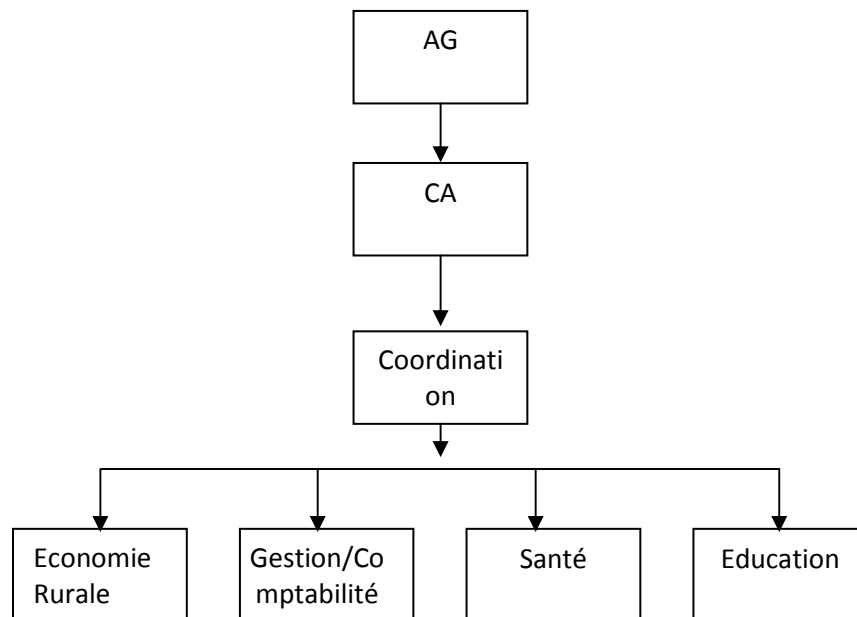 AG
CA
Coordinati
on
Economie
Rurale
Gestion/Co
mptabilité
Santé
Education